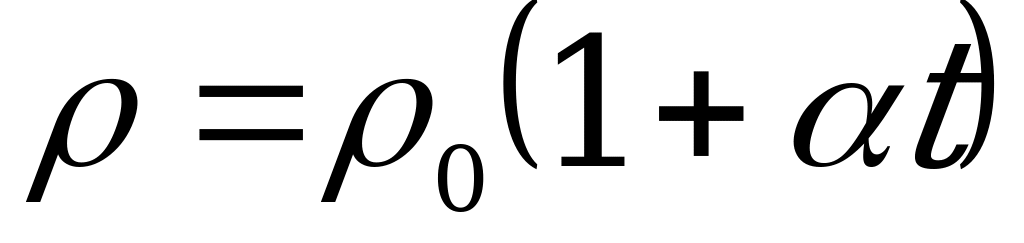 ρ = ρ₀(1 + αt)